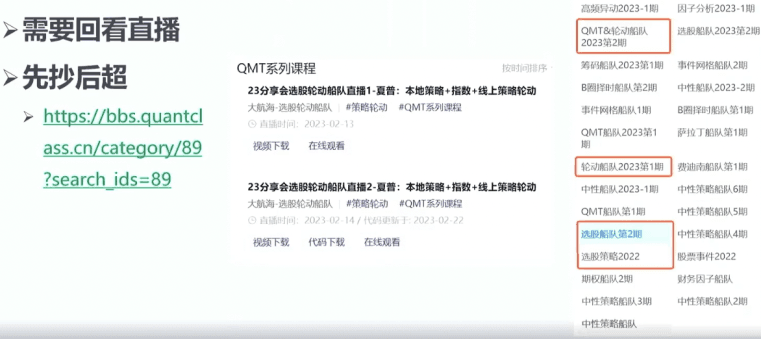 ➢需要回看直播
➢先抄后超
➢ https://bbs.quantcl
ass.cn/category/89
?search_ids=89
QMT系列课程
按时间排序
23分享会选股轮动船队直播1-夏普：本地策略+指数+线上策略轮动
大航海-选股轮动船队 | #策略轮动 #QMT系列课程
直播时间：2023-02-13
视频下载 在线观看
23分享会选股轮动船队直播2-夏普：本地策略+指数+线上策略轮动
大航海-选股轮动船队 | #策略轮动 #QMT系列课程
直播时间：2023-02-14 / 代码更新于: 2023-02-22
视频下载 代码下载 在线观看
高频异动2023-1期 因子分析2023-1期
QMT&轮动船队 选股船队2023第2期
2023第2期
筹码船队2023第1期 事件网格船队2期
B圈择时船队第2期 中性船队2023-2期
事件网格船队1期 B圈择时船队第1期
QMT船队2023第1 萨拉丁船队第1期
期
轮动船队2023第1期 费迪南船队第1期
中性船队2023-1期 中性策略船队6期
QMT船队第1期 中性策略船队5期
选股船队第2期 中性策略船队4期
选股策略2022 股票事件2022
期权船队2期 财务因子船队
中性策略船队3期 中性策略船队2期
中性策略船队